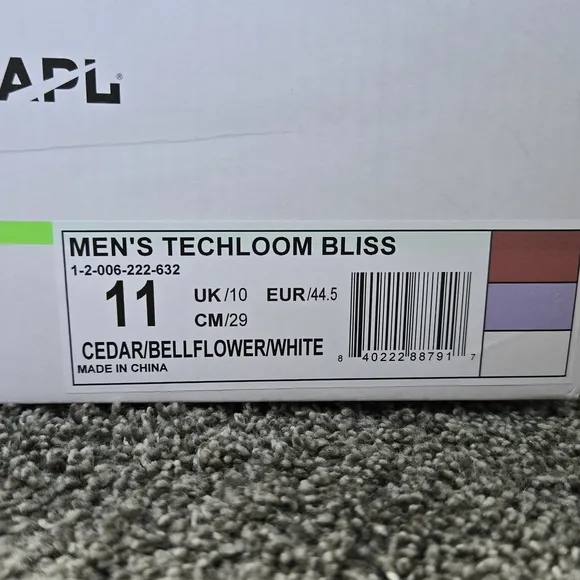 APL®
MEN'S TECHLOOM BLISS
1-2-006-222-632
11 UK/10 EUR/44.5
CM/29
CEDAR/BELLFLOWER/WHITE
MADE IN CHINA
8 40222 88791 7